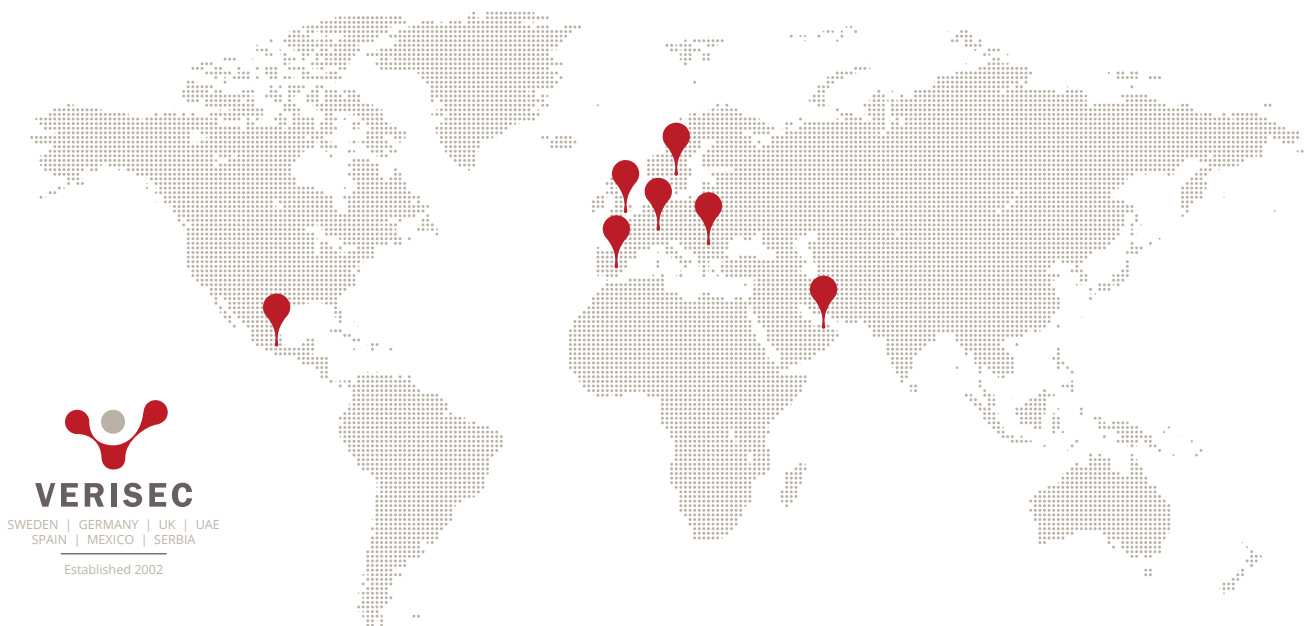 VERISEC
SWEDEN | GERMANY | UK | UAE
SPAIN | MEXICO | SERBIA
Established 2002